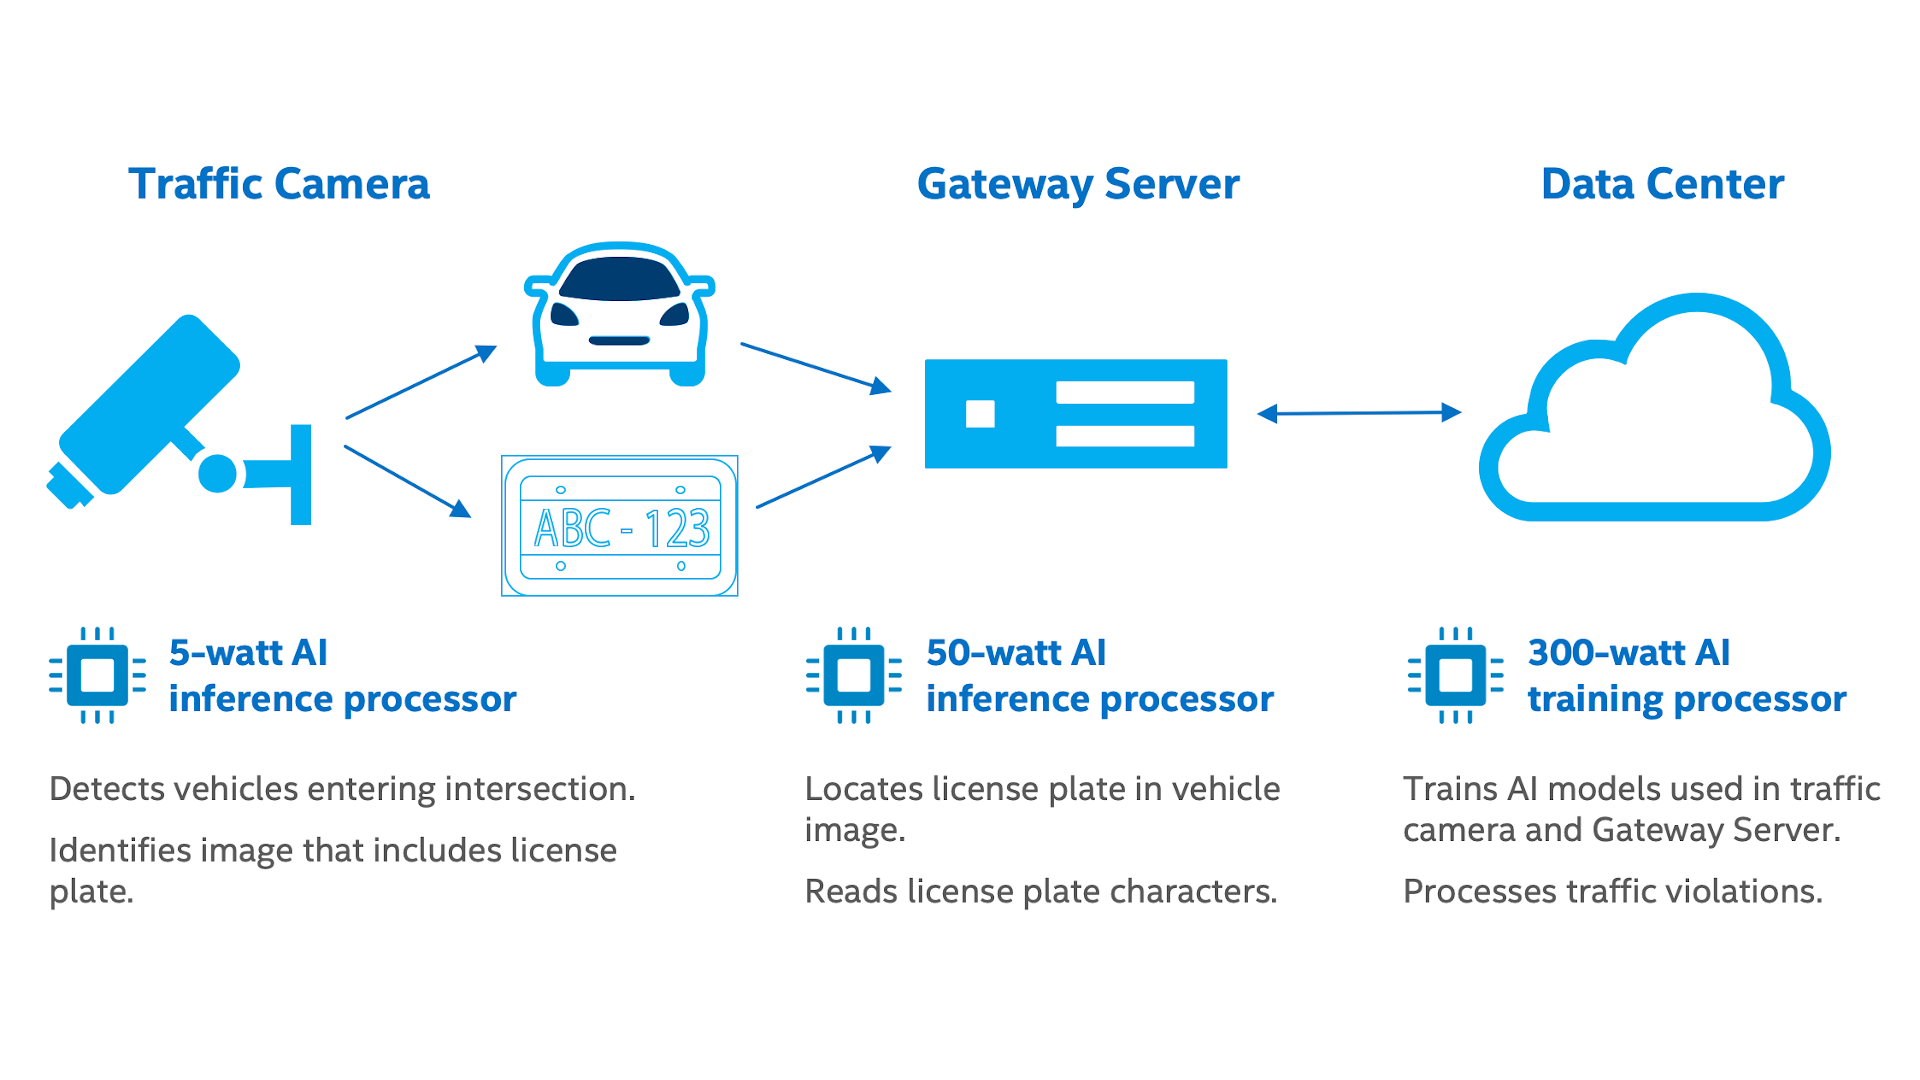 Traffic Camera
Gateway Server
Data Center
ABC - 123
5-watt AI
inference processor
50-watt AI
inference processor
300-watt AI
training processor
Detects vehicles entering intersection.
Identifies image that includes license
plate.
Locates license plate in vehicle
image.
Reads license plate characters.
Trains AI models used in traffic
camera and Gateway Server.
Processes traffic violations.